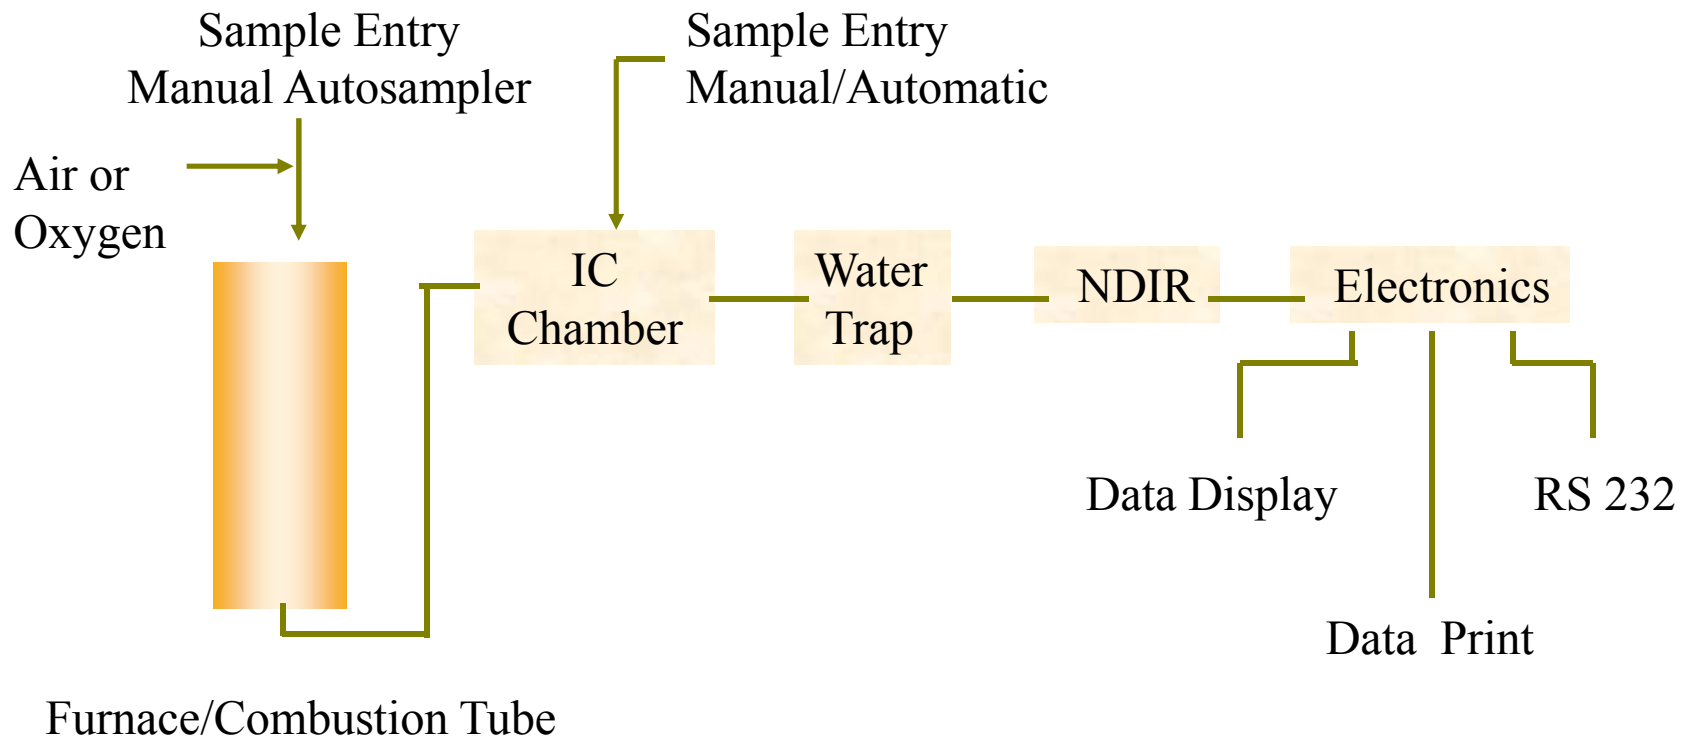 Sample Entry
Manual Autosampler
Sample Entry
Manual/Automatic
Air or
Oxygen
IC
Chamber
Water
Trap
NDIR
Electronics
Data Display
RS 232
Data  Print
Furnace/Combustion Tube